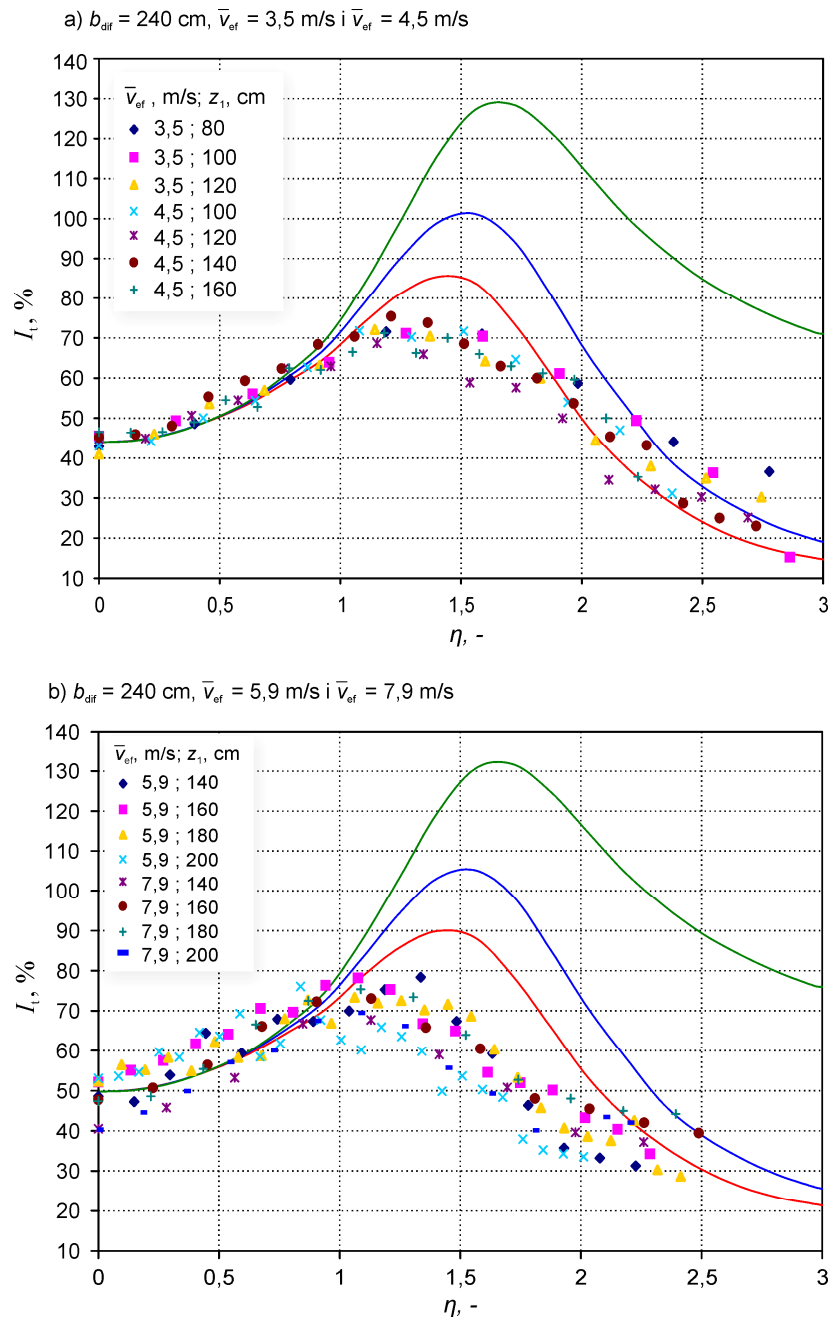 a) b_dif = 240 cm, v̅_ef = 3,5 m/s i v̅_ef = 4,5 m/s
140
130
120
110
100
90
80
70
60
50
40
30
20
10
I_t, %
v̅_ef , m/s; z_1, cm
3,5 ; 80
3,5 ; 100
3,5 ; 120
4,5 ; 100
4,5 ; 120
4,5 ; 140
4,5 ; 160
0 0,5 1 1,5 2 2,5 3
η, -
b) b_dif = 240 cm, v̅_ef = 5,9 m/s i v̅_ef = 7,9 m/s
140
130
120
110
100
90
80
70
60
50
40
30
20
10
I_t, %
v̅_ef, m/s; z_1, cm
5,9 ; 140
5,9 ; 160
5,9 ; 180
5,9 ; 200
7,9 ; 140
7,9 ; 160
7,9 ; 180
7,9 ; 200
0 0,5 1 1,5 2 2,5 3
η, -